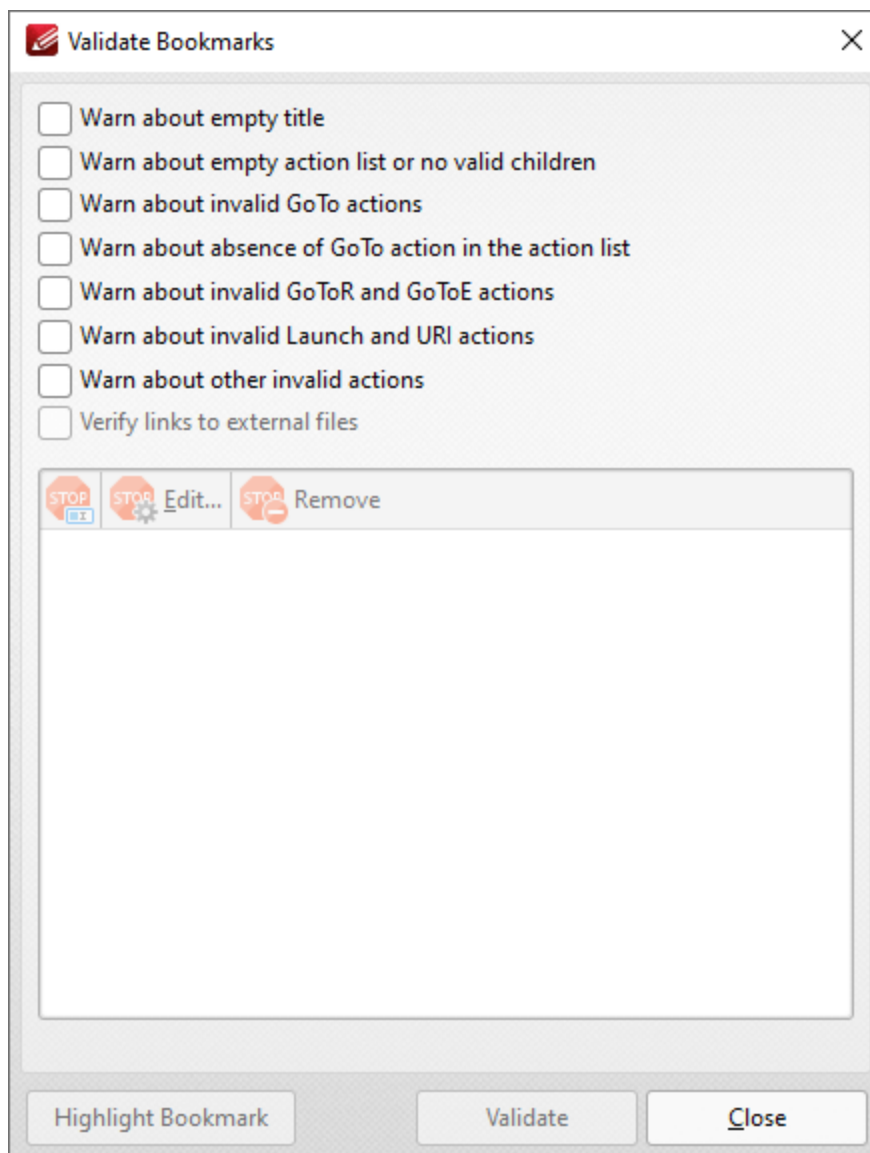 Validate Bookmarks
Warn about empty title
Warn about empty action list or no valid children
Warn about invalid GoTo actions
Warn about absence of GoTo action in the action list
Warn about invalid GoToR and GoToE actions
Warn about invalid Launch and URI actions
Warn about other invalid actions
Verify links to external files
STOP STOP Edit... STOP Remove
Highlight Bookmark Validate Close